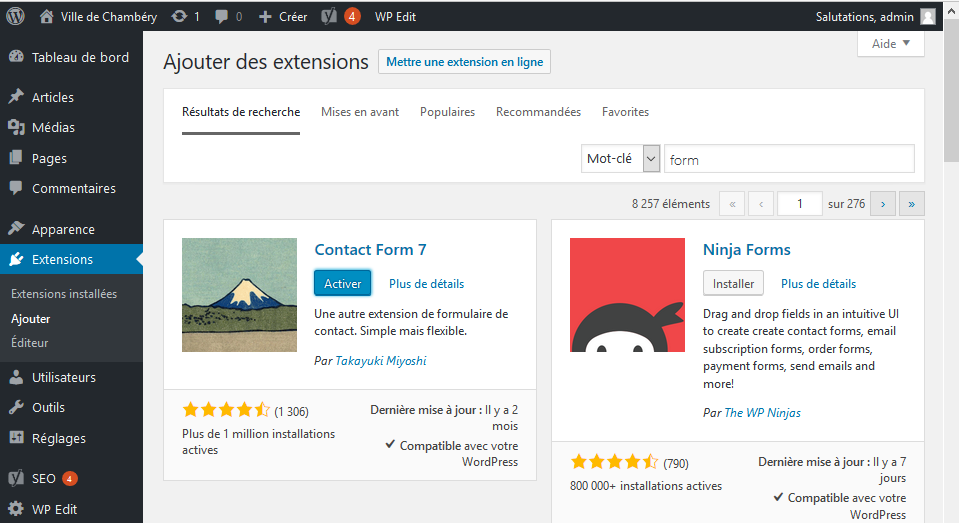 Ville de Chambéry 1 0 Créer 4 WP Edit Salutations, admin
Aide
Tableau de bord
Articles
Médias
Pages
Commentaires
Apparence
Extensions
Extensions installées
Ajouter
Éditeur
Utilisateurs
Outils
Réglages
SEO 4
WP Edit
Ajouter des extensions Mettre une extension en ligne
Résultats de recherche Mises en avant Populaires Recommandées Favorites
Mot-clé form
8 257 éléments « ‹ 1 sur 276 › »
Contact Form 7
Activer Plus de détails
Une autre extension de formulaire de
contact. Simple mais flexible.
Par Takayuki Miyoshi
(1 306)
Plus de 1 million installations
actives
Dernière mise à jour : Il y a 2
mois
Compatible avec votre
WordPress
Ninja Forms
Installer Plus de détails
Drag and drop fields in an intuitive UI
to create create contact forms, email
subscription forms, order forms,
payment forms, send emails and
more!
Par The WP Ninjas
(790)
800 000+ installations actives
Dernière mise à jour : Il y a 7
jours
Compatible avec votre
WordPress